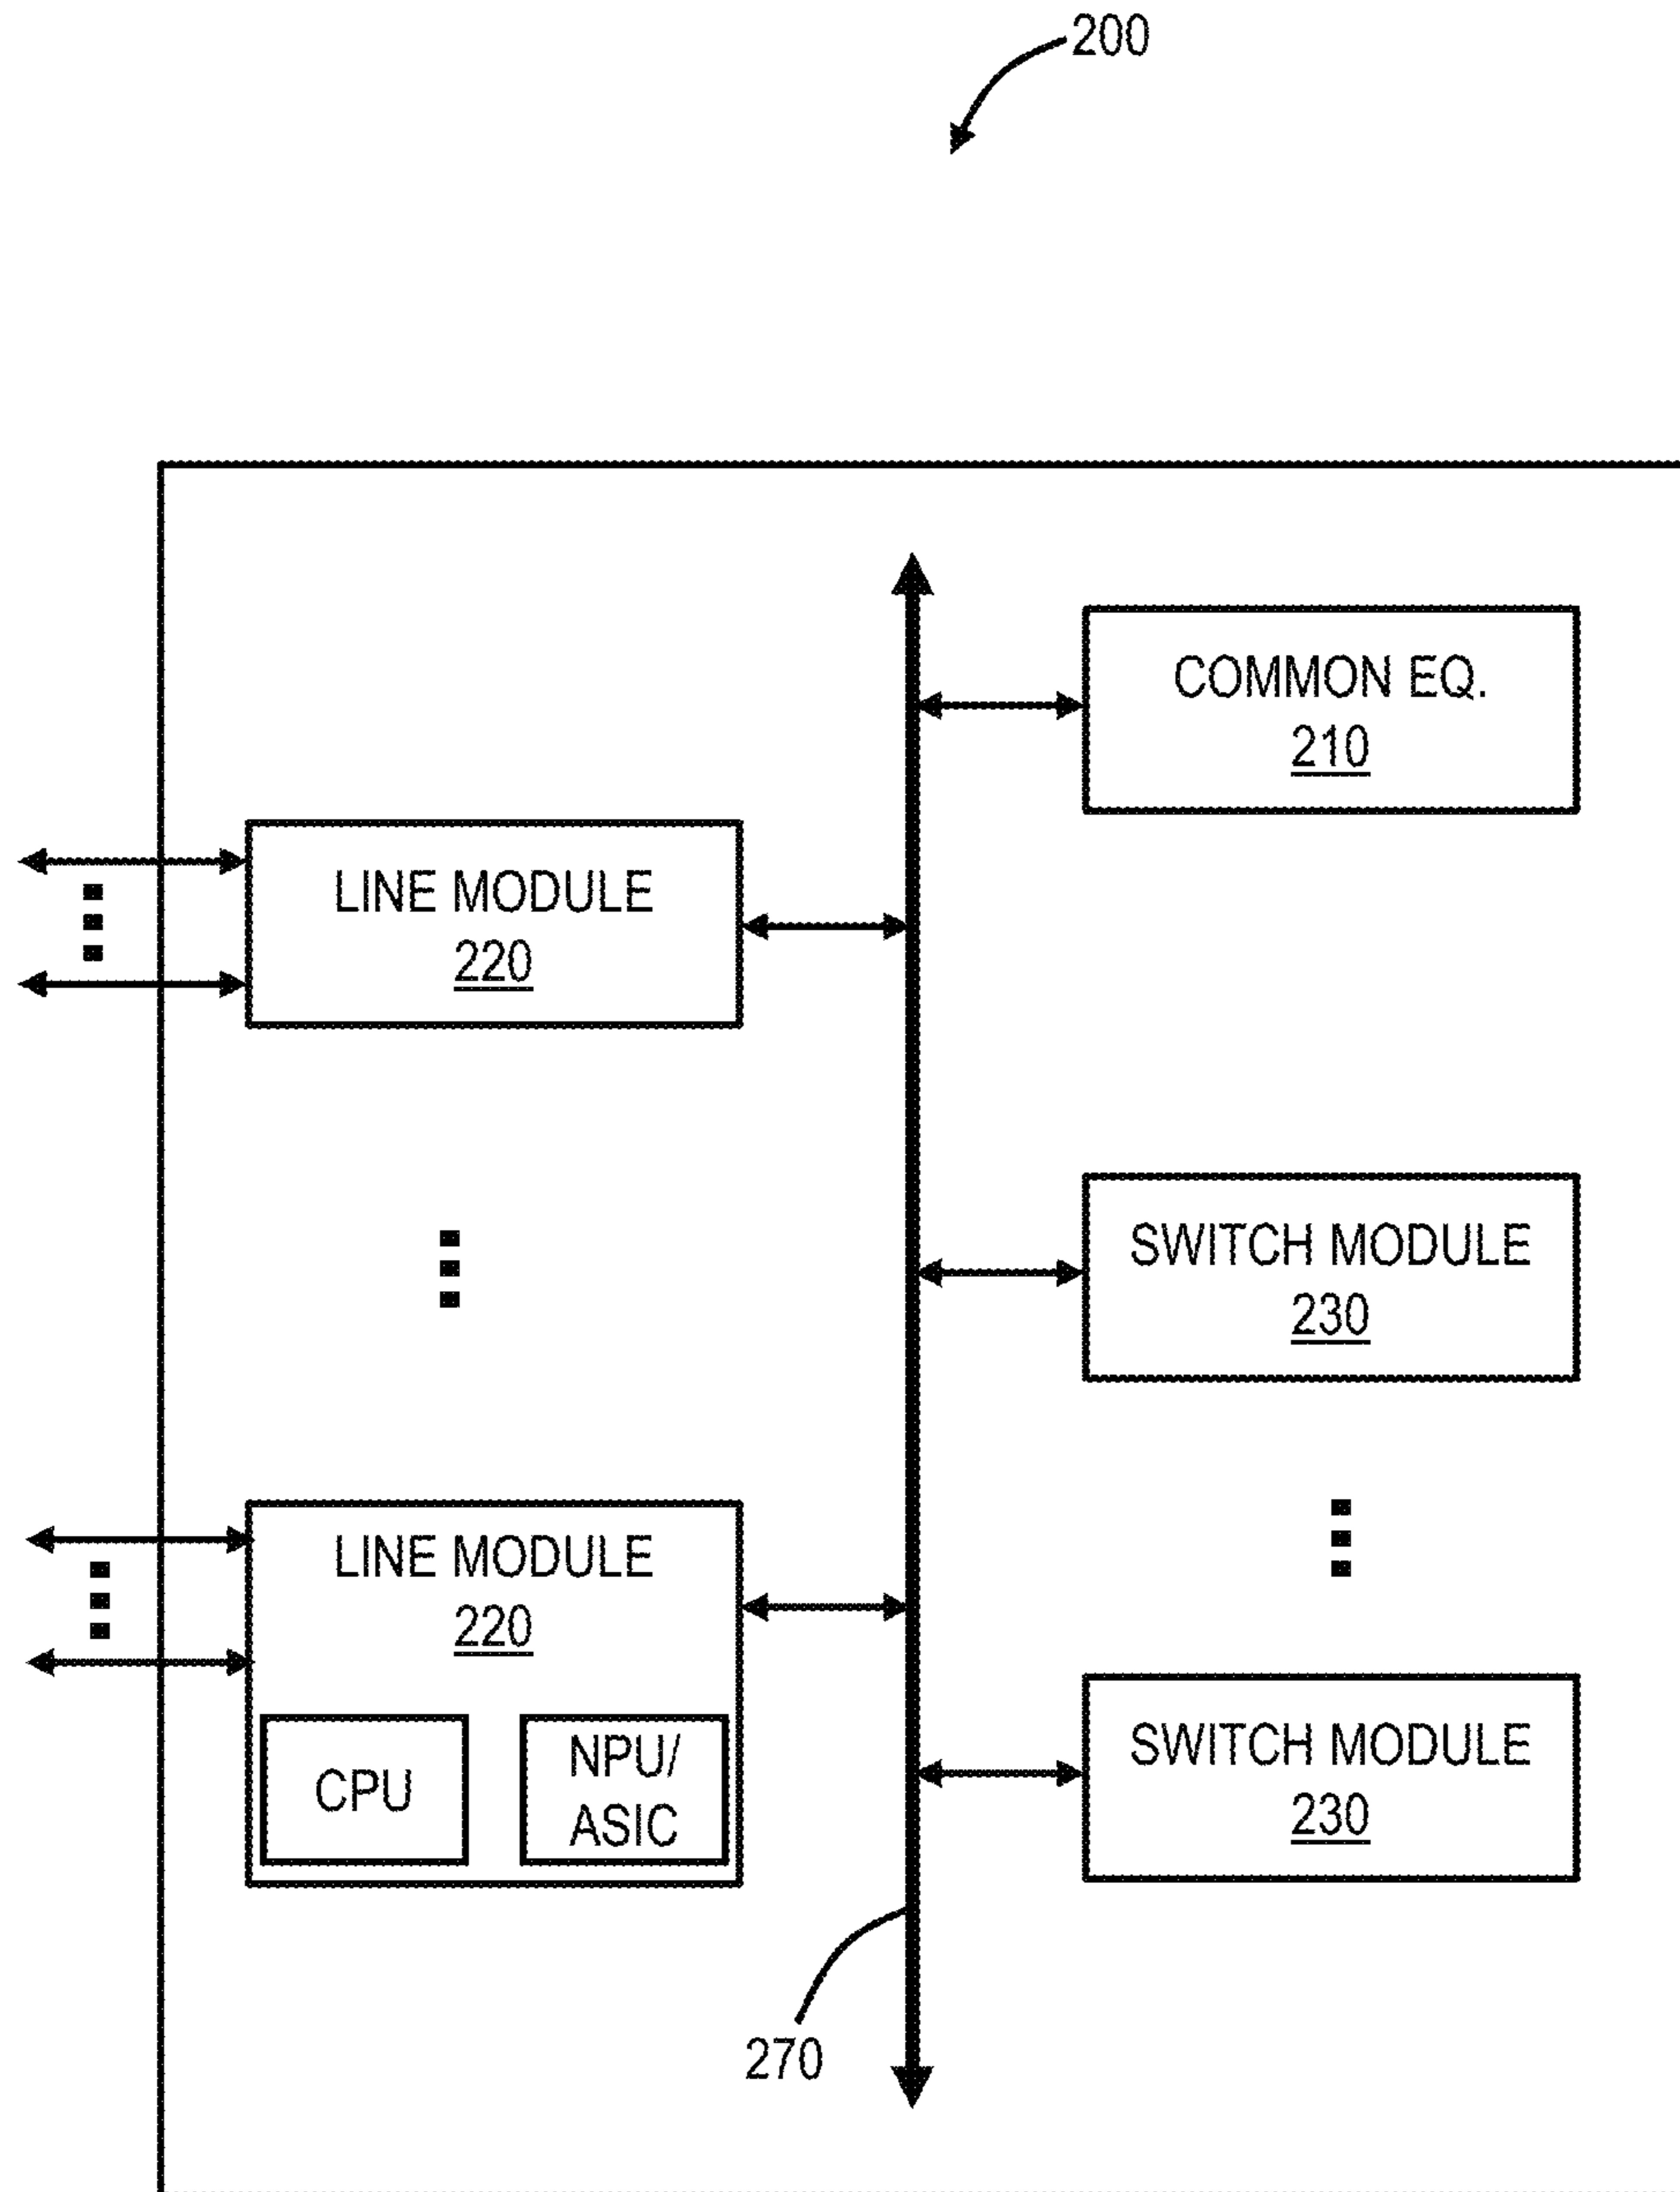 200
COMMON EQ.
210
LINE MODULE
220
SWITCH MODULE
230
LINE MODULE
220
CPU
NPU/
ASIC
SWITCH MODULE
230
270